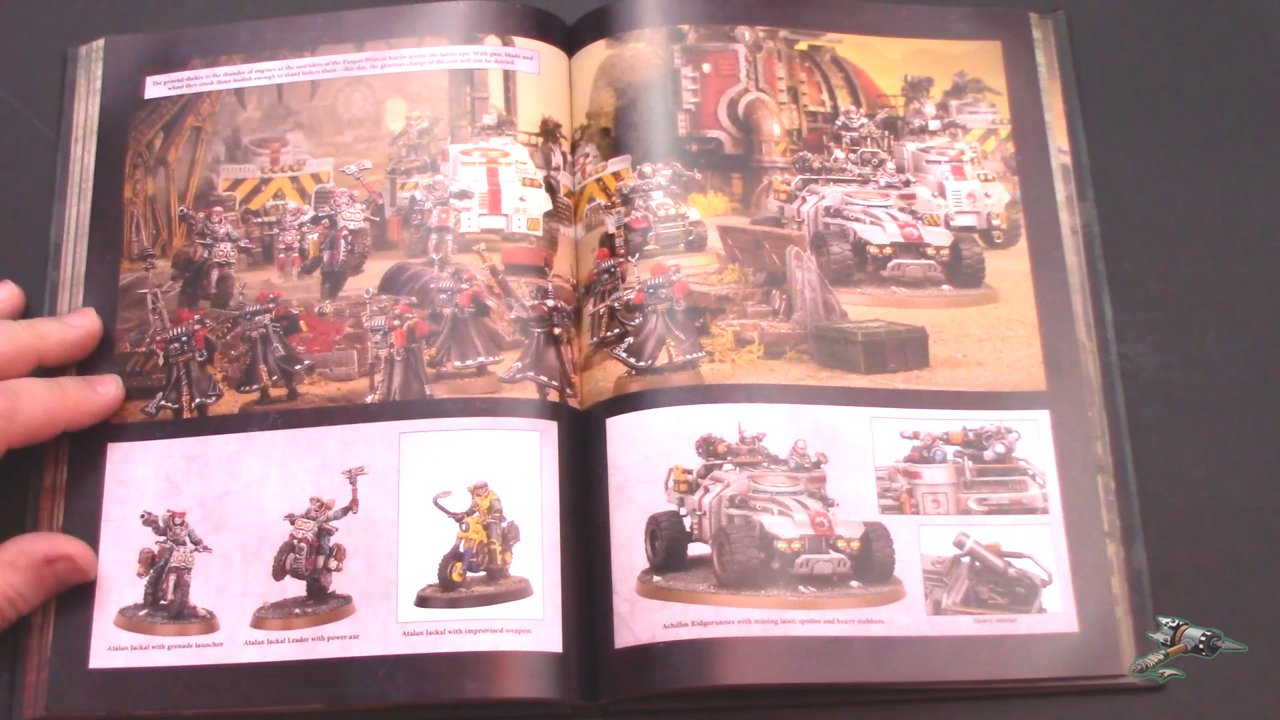 The ground shakes to the thunder of engines as the outriders of the Pauper Princes hurtle across the landscape. With gun, blade and
wheel they crush those foolish enough to stand before them – this day, the glorious charge of the cult will not be denied.
Atalan Jackal with grenade launcher
Atalan Jackal Leader with power axe
Atalan Jackal with improvised weapon
Achilles Ridgerunner with mining laser, spotter and heavy stubbers
Heavy mortar